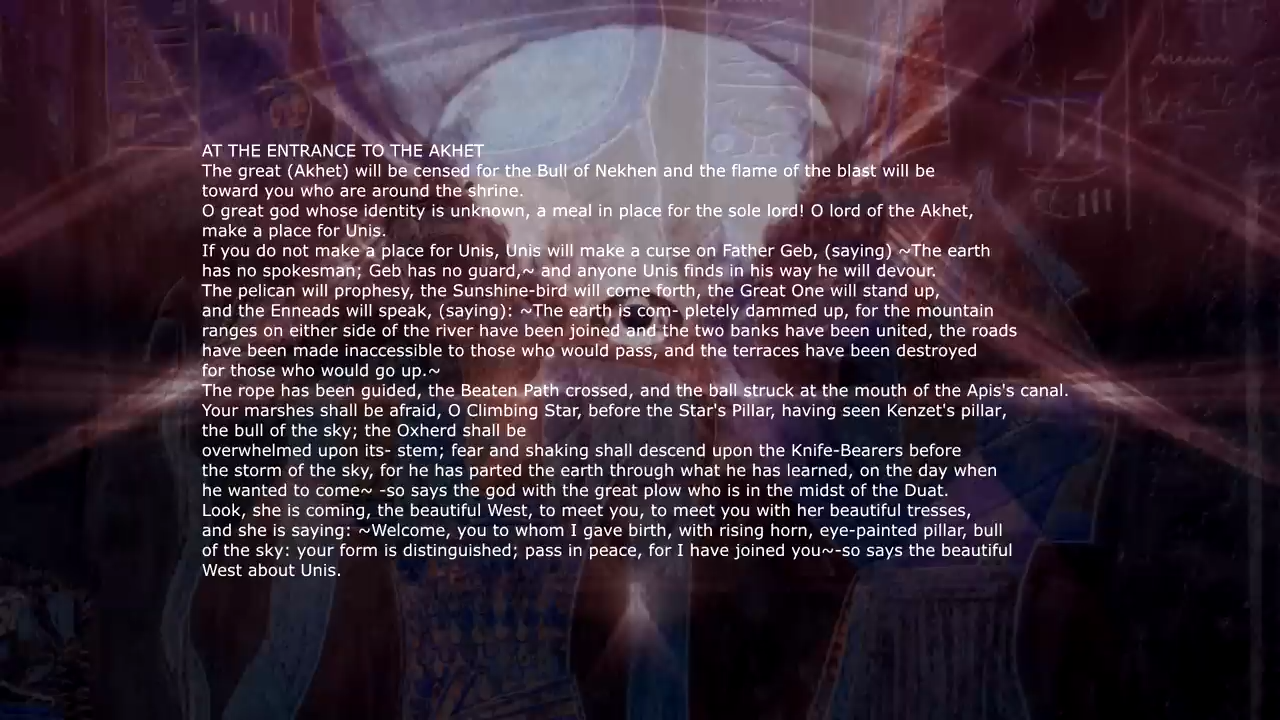 AT THE ENTRANCE TO THE AKHET
The great (Akhet) will be censed for the Bull of Nekhen and the flame of the blast will be
toward you who are around the shrine.
O great god whose identity is unknown, a meal in place for the sole lord! O lord of the Akhet,
make a place for Unis.
If you do not make a place for Unis, Unis will make a curse on Father Geb, (saying) ~The earth
has no spokesman; Geb has no guard,~ and anyone Unis finds in his way he will devour.
The pelican will prophesy, the Sunshine-bird will come forth, the Great One will stand up,
and the Enneads will speak, (saying): ~The earth is com- pletely dammed up, for the mountain
ranges on either side of the river have been joined and the two banks have been united, the roads
have been made inaccessible to those who would pass, and the terraces have been destroyed
for those who would go up.~
The rope has been guided, the Beaten Path crossed, and the ball struck at the mouth of the Apis's canal.
Your marshes shall be afraid, O Climbing Star, before the Star's Pillar, having seen Kenzet's pillar,
the bull of the sky; the Oxherd shall be
overwhelmed upon its- stem; fear and shaking shall descend upon the Knife-Bearers before
the storm of the sky, for he has parted the earth through what he has learned, on the day when
he wanted to come~ -so says the god with the great plow who is in the midst of the Duat.
Look, she is coming, the beautiful West, to meet you, to meet you with her beautiful tresses,
and she is saying: ~Welcome, you to whom I gave birth, with rising horn, eye-painted pillar, bull
of the sky: your form is distinguished; pass in peace, for I have joined you~-so says the beautiful
West about Unis.